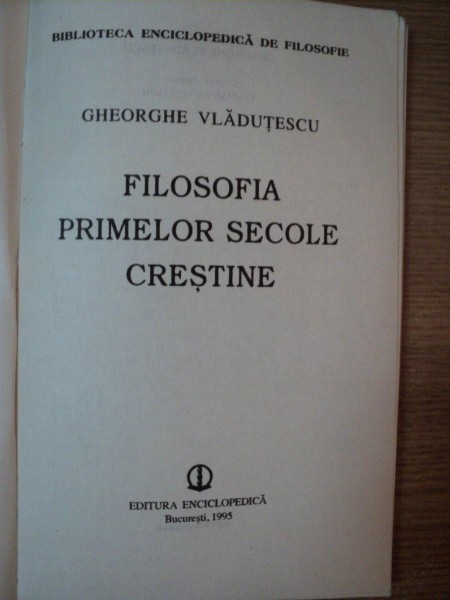 BIBLIOTECA ENCICLOPEDICĂ DE FILOSOFIE
GHEORGHE VLĂDUȚESCU
FILOSOFIA
PRIMELOR SECOLE
CREȘTINE
EDITURA ENCICLOPEDICĂ
București, 1995